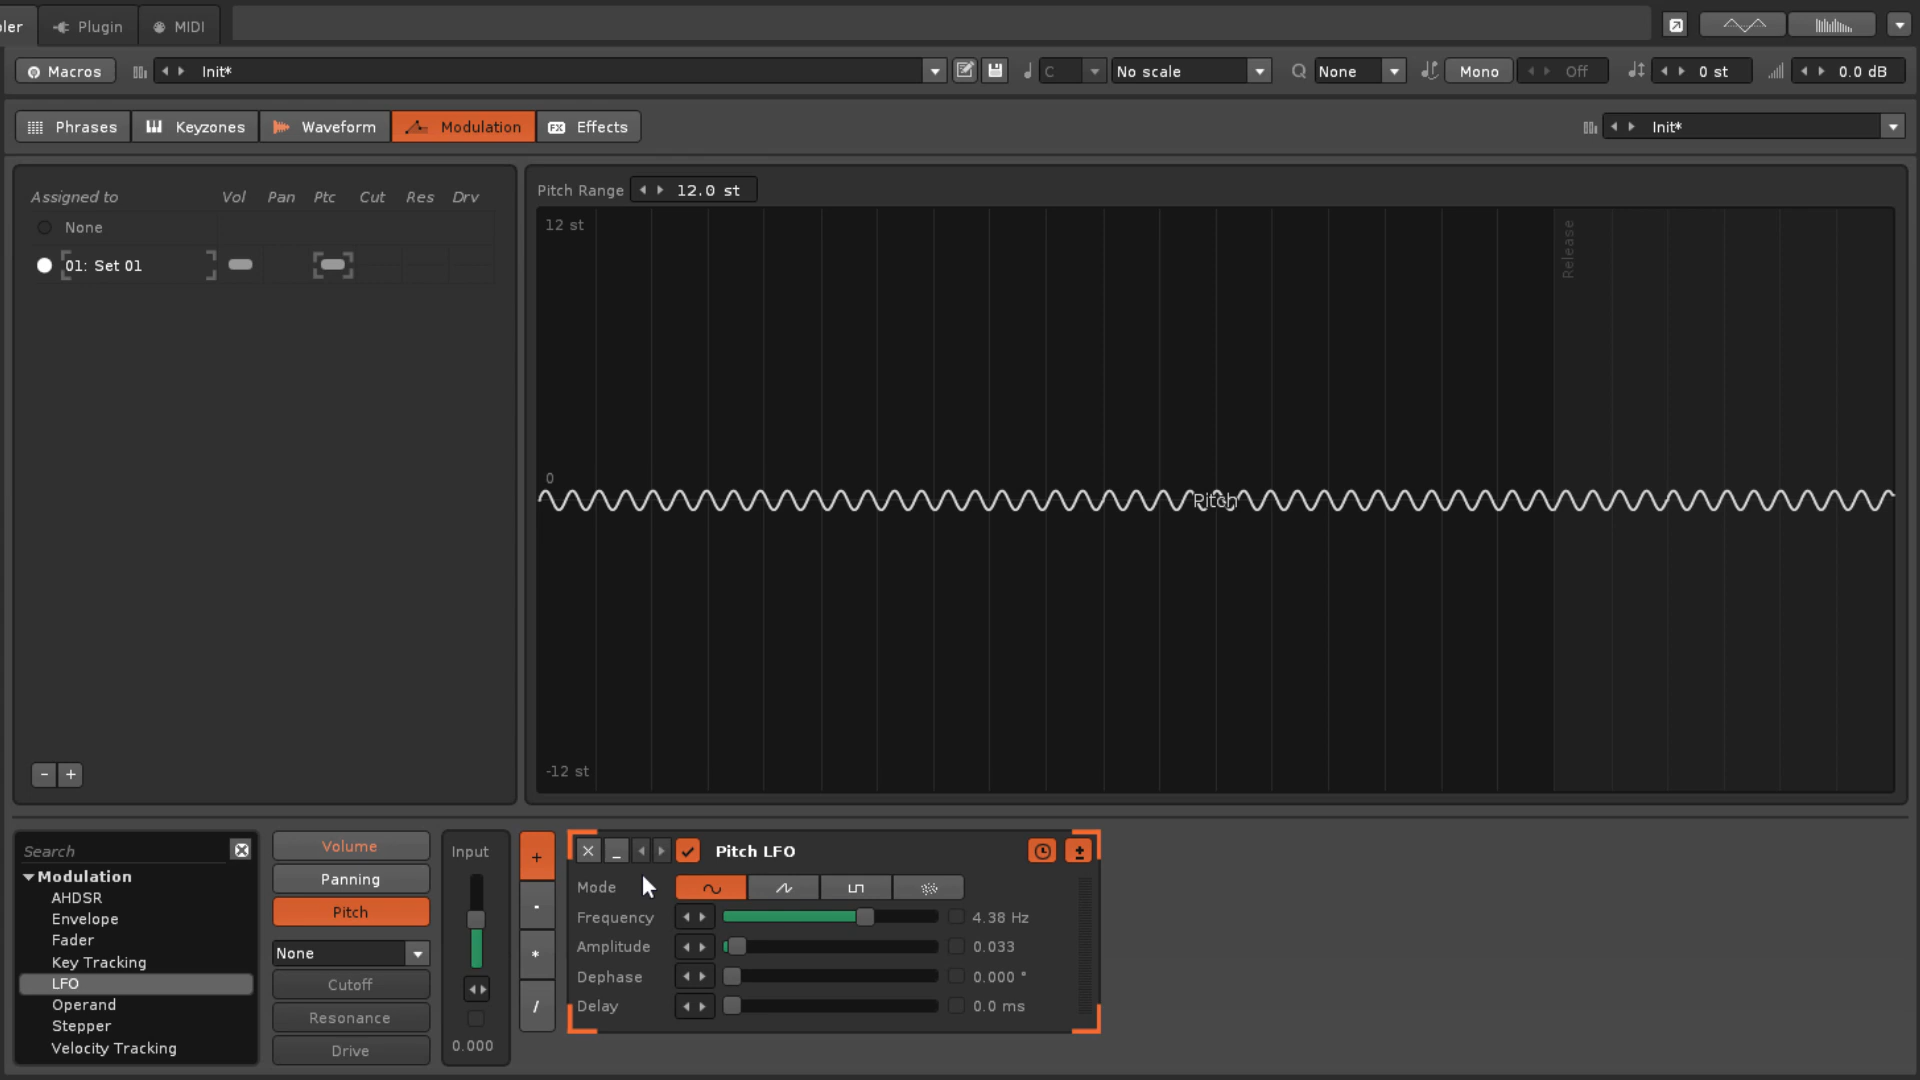 ler Plugin MIDI
Macros Init* C No scale None Mono Off 0 st 0.0 dB
Phrases Keyzones Waveform Modulation FX Effects Init*
Assigned to Vol Pan Ptc Cut Res Drv
None
01: Set 01
- +
Pitch Range 12.0 st
12 st
Release
0
Pitch
-12 st
Search
Modulation
AHDSR
Envelope
Fader
Key Tracking
LFO
Operand
Stepper
Velocity Tracking
Volume
Panning
Pitch
None
Cutoff
Resonance
Drive
Input
0.000
+
-
*
/
Pitch LFO
Mode
Frequency 4.38 Hz
Amplitude 0.033
Dephase 0.000 °
Delay 0.0 ms